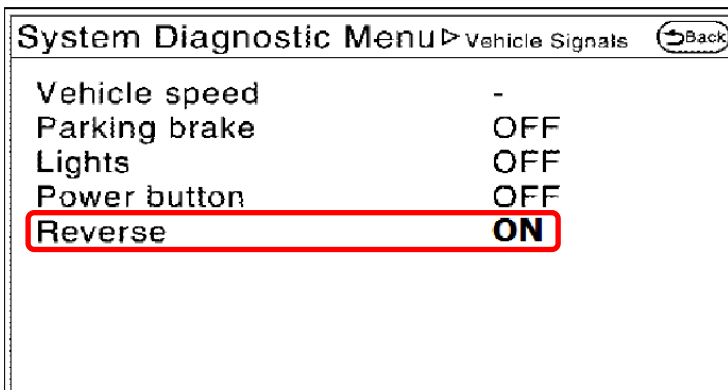 System Diagnostic Menu▷Vehicle Signals Back
Vehicle speed -
Parking brake OFF
Lights OFF
Power button OFF
Reverse ON